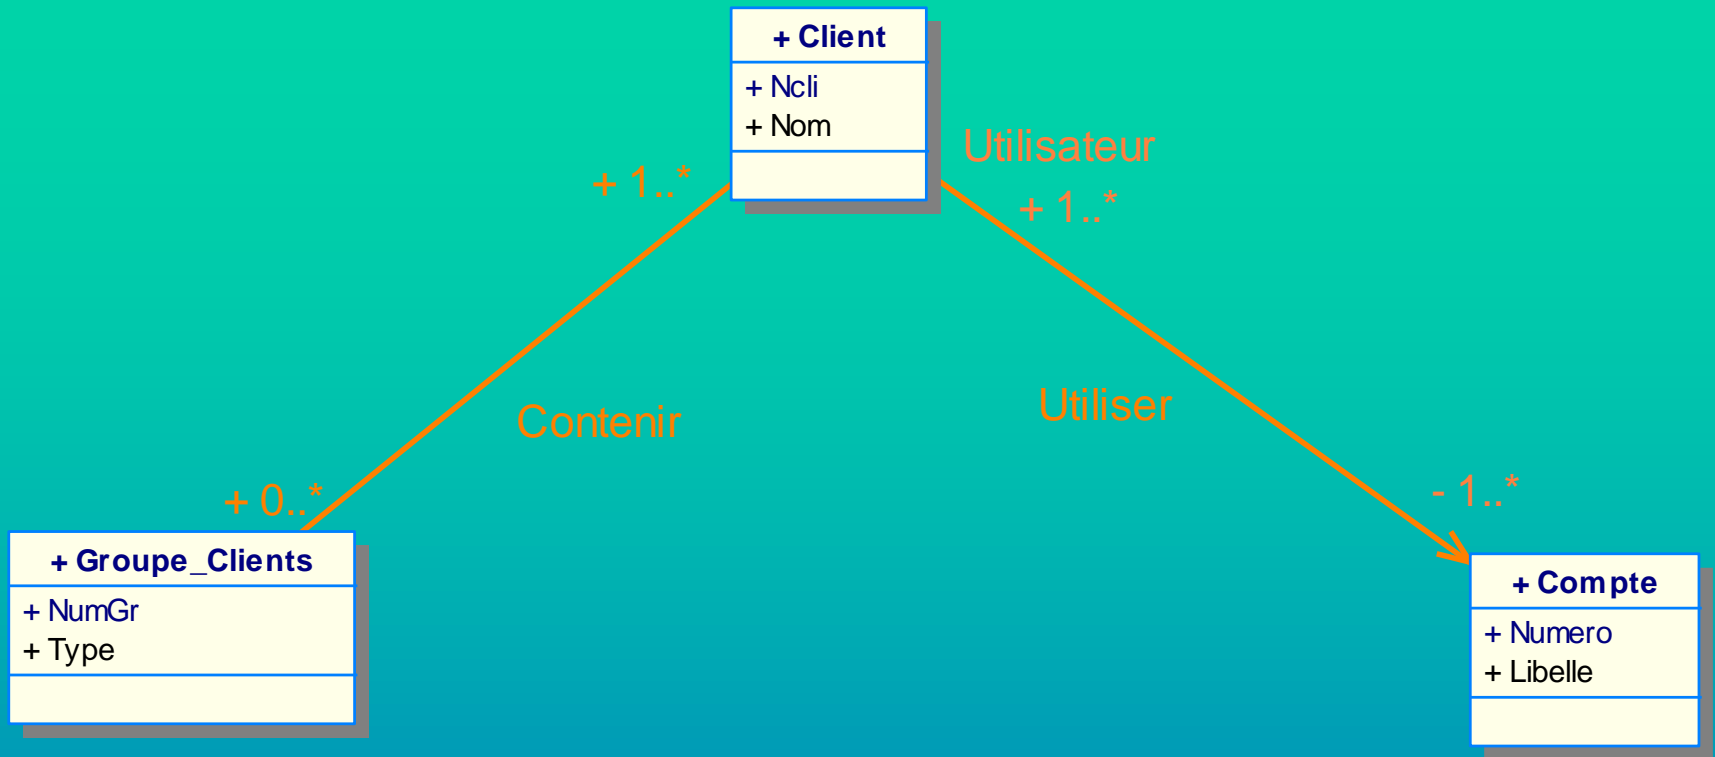 + Client
+ Ncli
+ Nom
Utilisateur
+ 1..*
+ 1..*
Contenir
Utiliser
+ 0..*
- 1..*
+ Groupe_Clients
+ NumGr
+ Type
+ Compte
+ Numero
+ Libelle